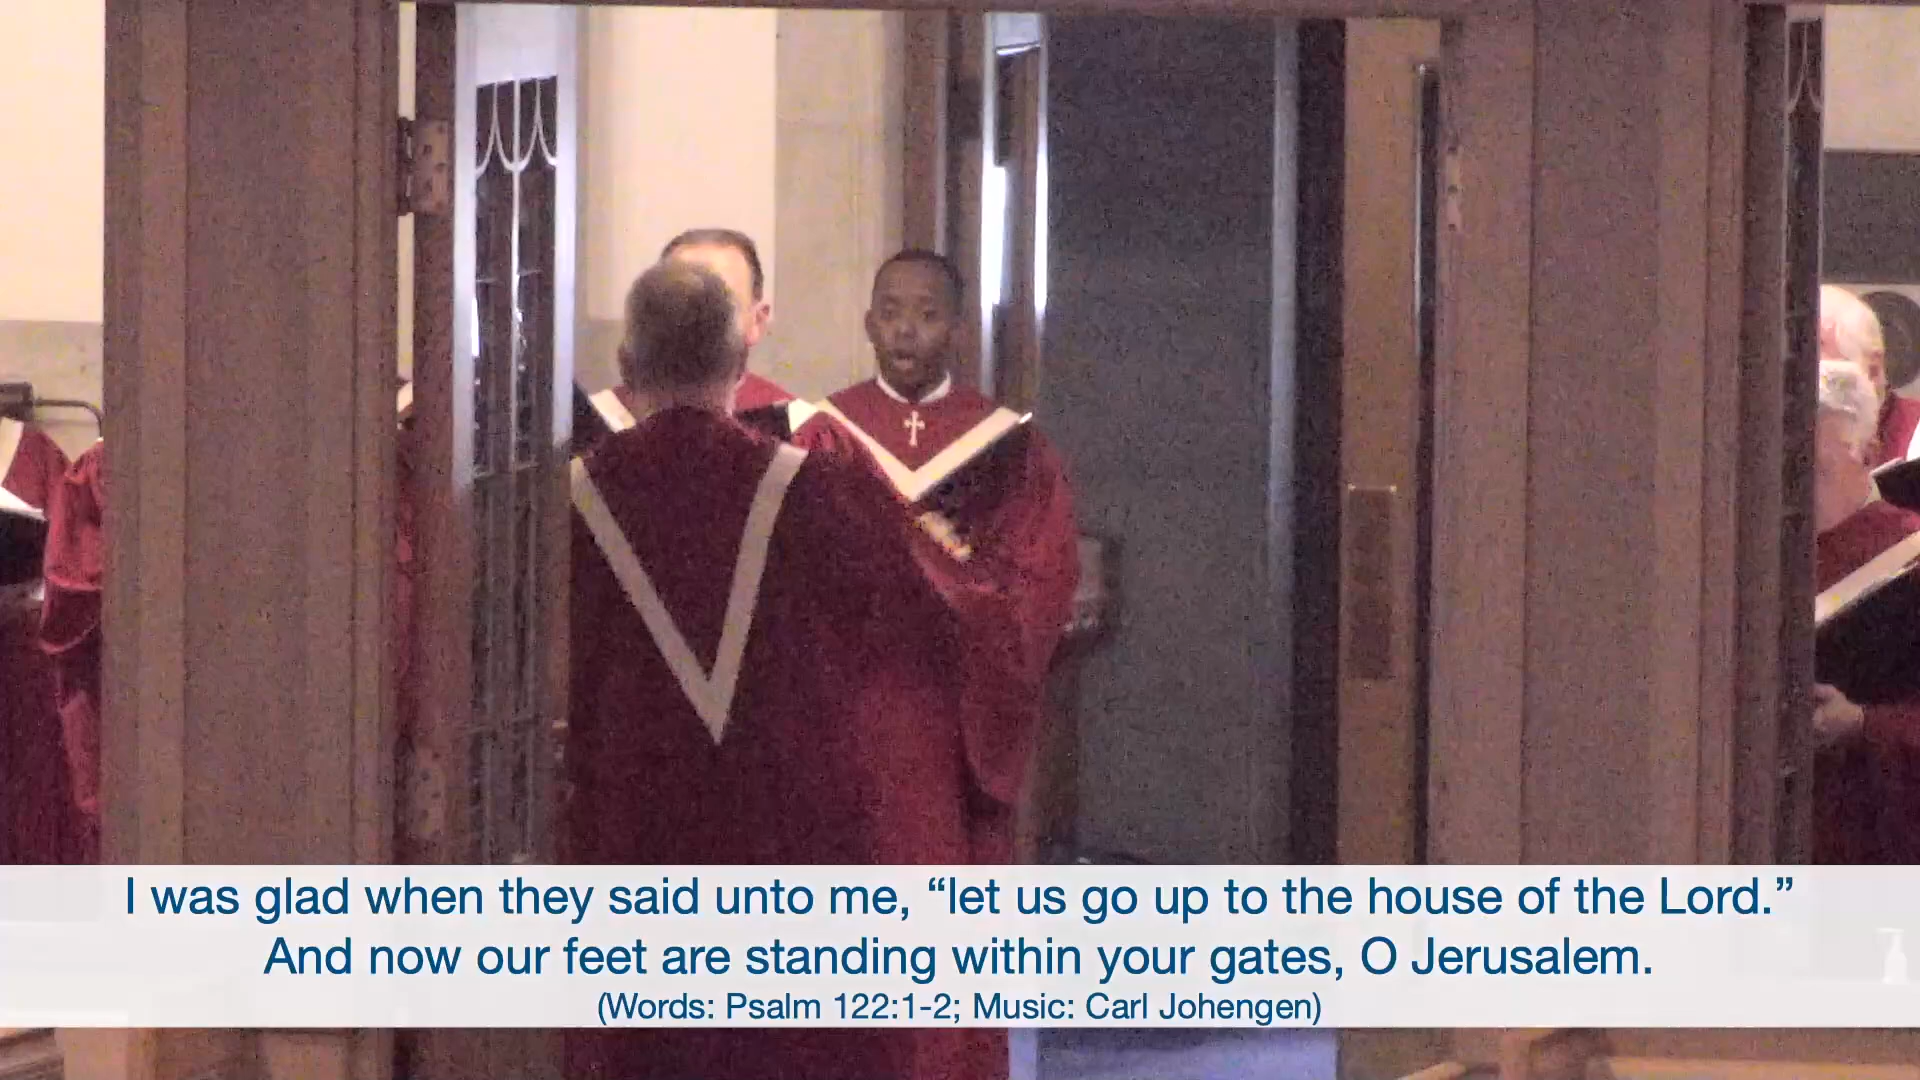 I was glad when they said unto me, “let us go up to the house of the Lord.”
And now our feet are standing within your gates, O Jerusalem.
(Words: Psalm 122:1-2; Music: Carl Johengen)